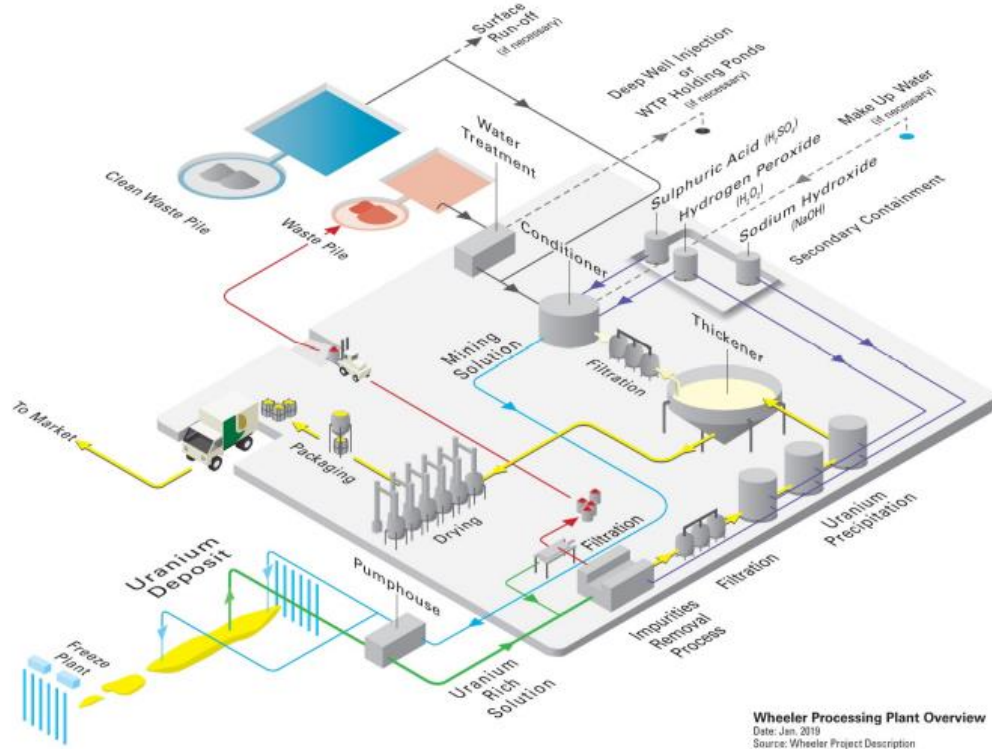 Surface
Run-off
(if necessary)
Deep Well Injection
or
WTP Holding Ponds
(if necessary)
Make Up Water
(if necessary)
Water
Treatment
Sulphuric Acid (H₂SO₄)
Hydrogen Peroxide
(H₂O₂)
Sodium Hydroxide
(NaOH)
Secondary Containment
Clean Waste Pile
Waste Pile
Conditioner
Thickener
Mining
Solution
Filtration
To Market
Packaging
Drying
Filtration
Uranium
Precipitation
Filtration
Uranium
Deposit
Pumphouse
Impurities
Removal
Process
Freeze
Plant
Uranium
Rich
Solution
Wheeler Processing Plant Overview
Date: Jan. 2019
Source: Wheeler Project Description